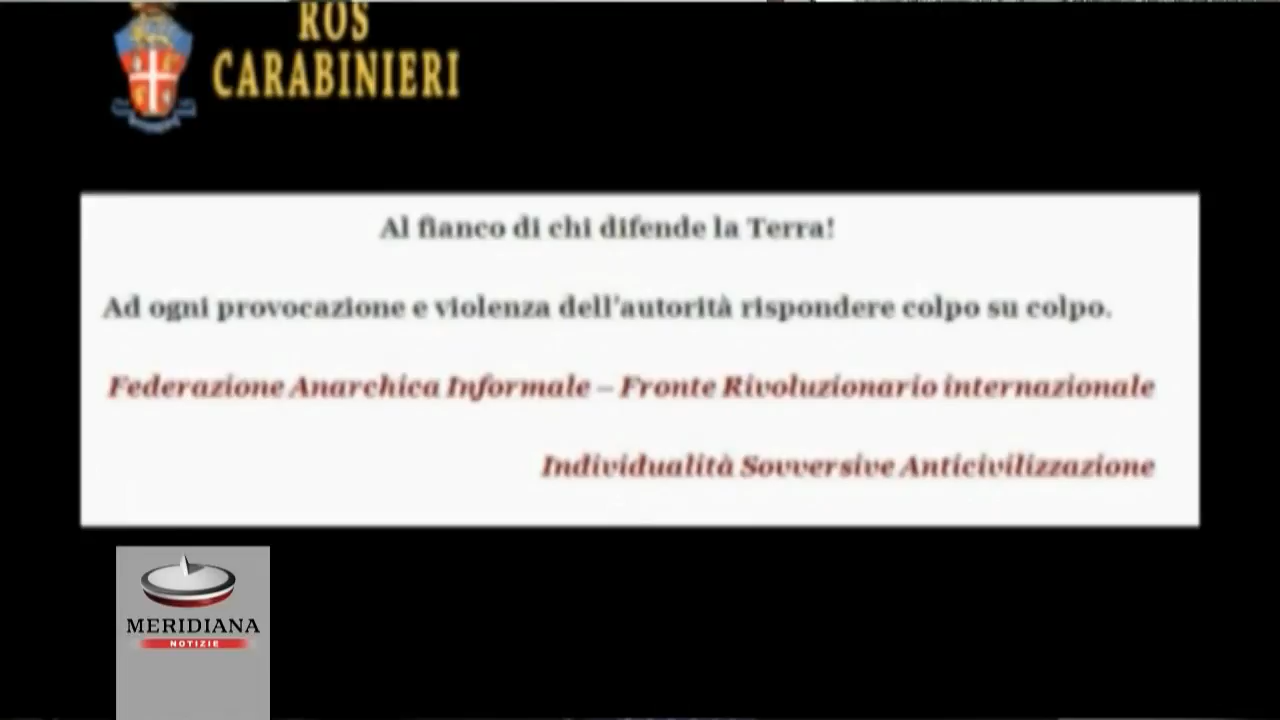 ROS
CARABINIERI
Al fianco di chi difende la Terra!
Ad ogni provocazione e violenza dell'autorità rispondere colpo su colpo.
Federazione Anarchica Informale – Fronte Rivoluzionario internazionale
Individualità Sovversive Anticivilizzazione
MERIDIANA
NOTIZIE